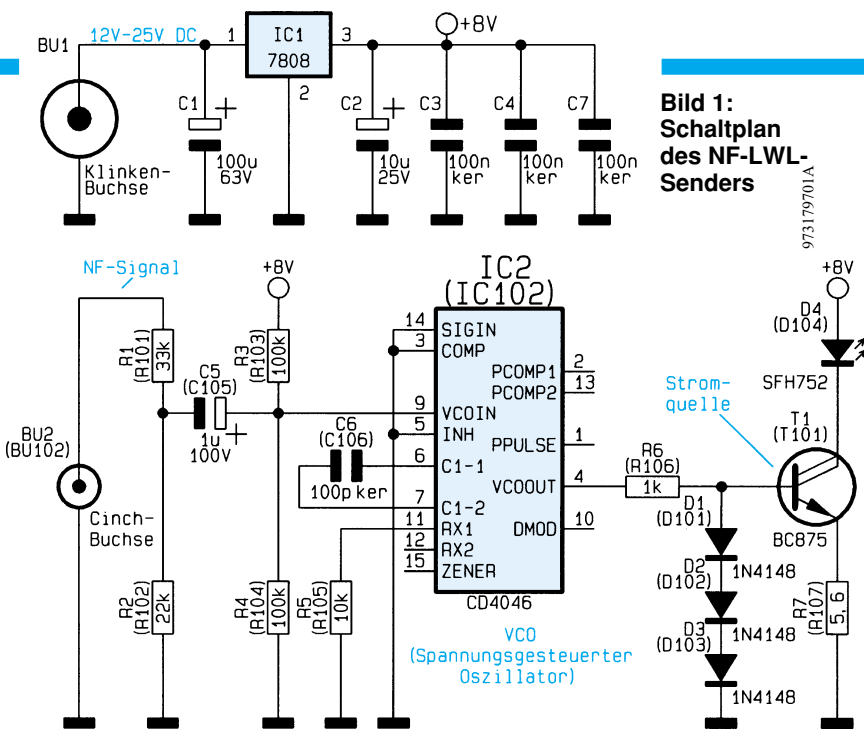 BU1
12V-25V DC
1
IC1
7808
3
2
+8V
C1
+
100u
63V
C2
+
10u
25V
C3
100n
ker
C4
100n
ker
C7
100n
ker
Klinken-
Buchse
Bild 1:
Schaltplan
des NF-LWL-
Senders
973179701A
NF-Signal
+8V
IC2
(IC102)
+8V
R1
(R101)
33k
R3
(R103)
100k
C5
(C105)
1u
100V
+
C6
(C106)
100p ker
BU2
(BU102)
Cinch-
Buchse
R2
(R102)
22k
R4
(R104)
100k
R5
(R105)
10k
14
SIGIN
3
COMP
9
VCOIN
5
INH
6
C1-1
7
C1-2
11
RX1
12
RX2
15
ZENER
PCOMP1
2
PCOMP2
13
PPULSE
1
VCOOUT
4
DMOD
10
CD4046
VCO
(Spannungsgesteuerter
Oszillator)
R6
(R106)
1k
Strom-
quelle
D4
(D104)
SFH752
T1
(T101)
BC875
D1
(D101)
1N4148
D2
(D102)
1N4148
D3
(D103)
1N4148
R7
(R107)
5,6